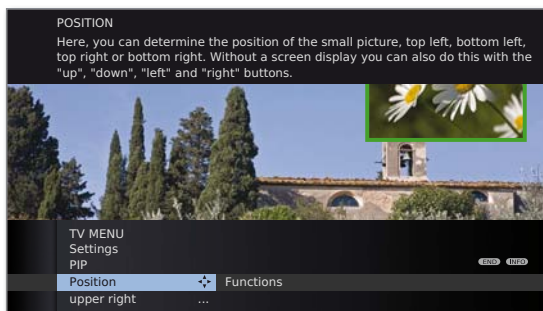 POSITION
Here, you can determine the position of the small picture, top left, bottom left,
top right or bottom right. Without a screen display you can also do this with the
"up", "down", "left" and "right" buttons.
TV MENU
Settings
PIP
END INFO
Position Functions
upper right ...